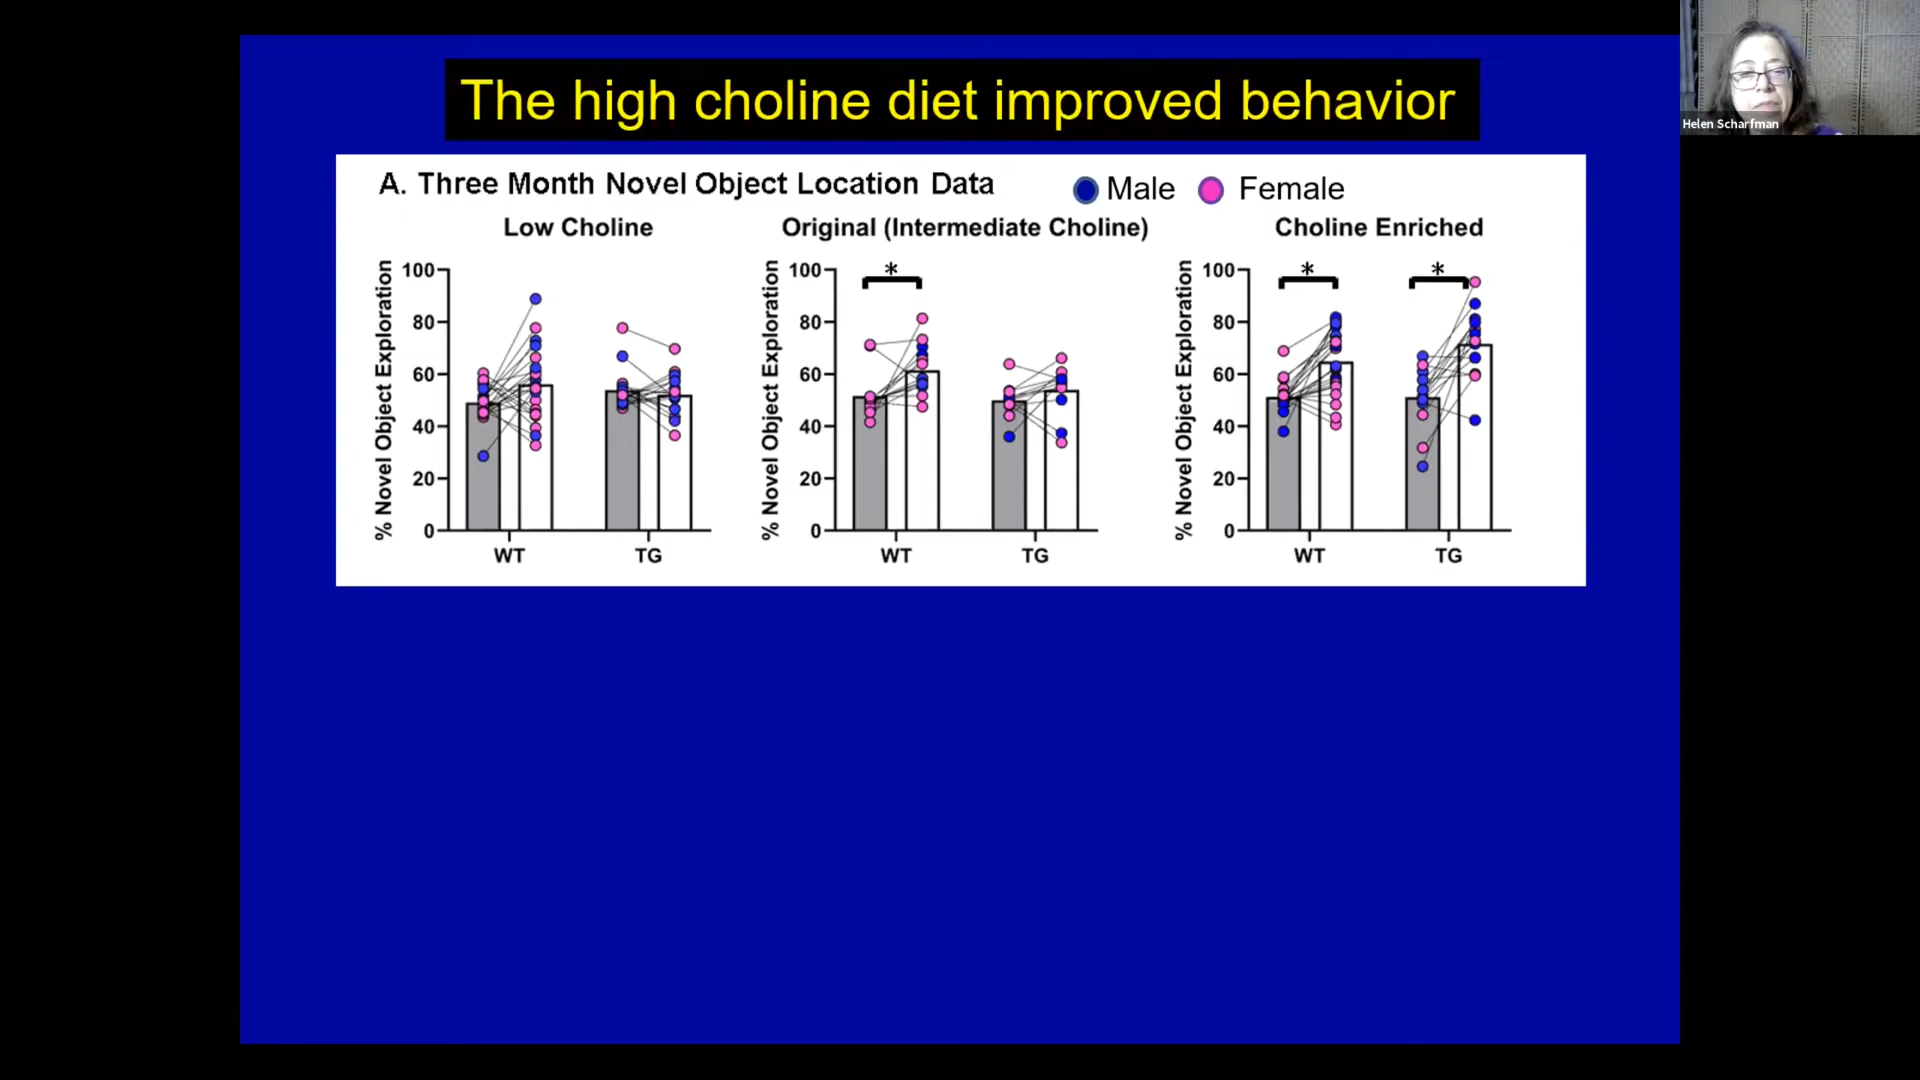 The high choline diet improved behavior
Helen Scharfman
A. Three Month Novel Object Location Data
Male
Female
Low Choline
% Novel Object Exploration
100
80
60
40
20
0
WT
TG
Original (Intermediate Choline)
% Novel Object Exploration
100
80
60
40
20
0
*
WT
TG
Choline Enriched
% Novel Object Exploration
100
80
60
40
20
0
*
*
WT
TG